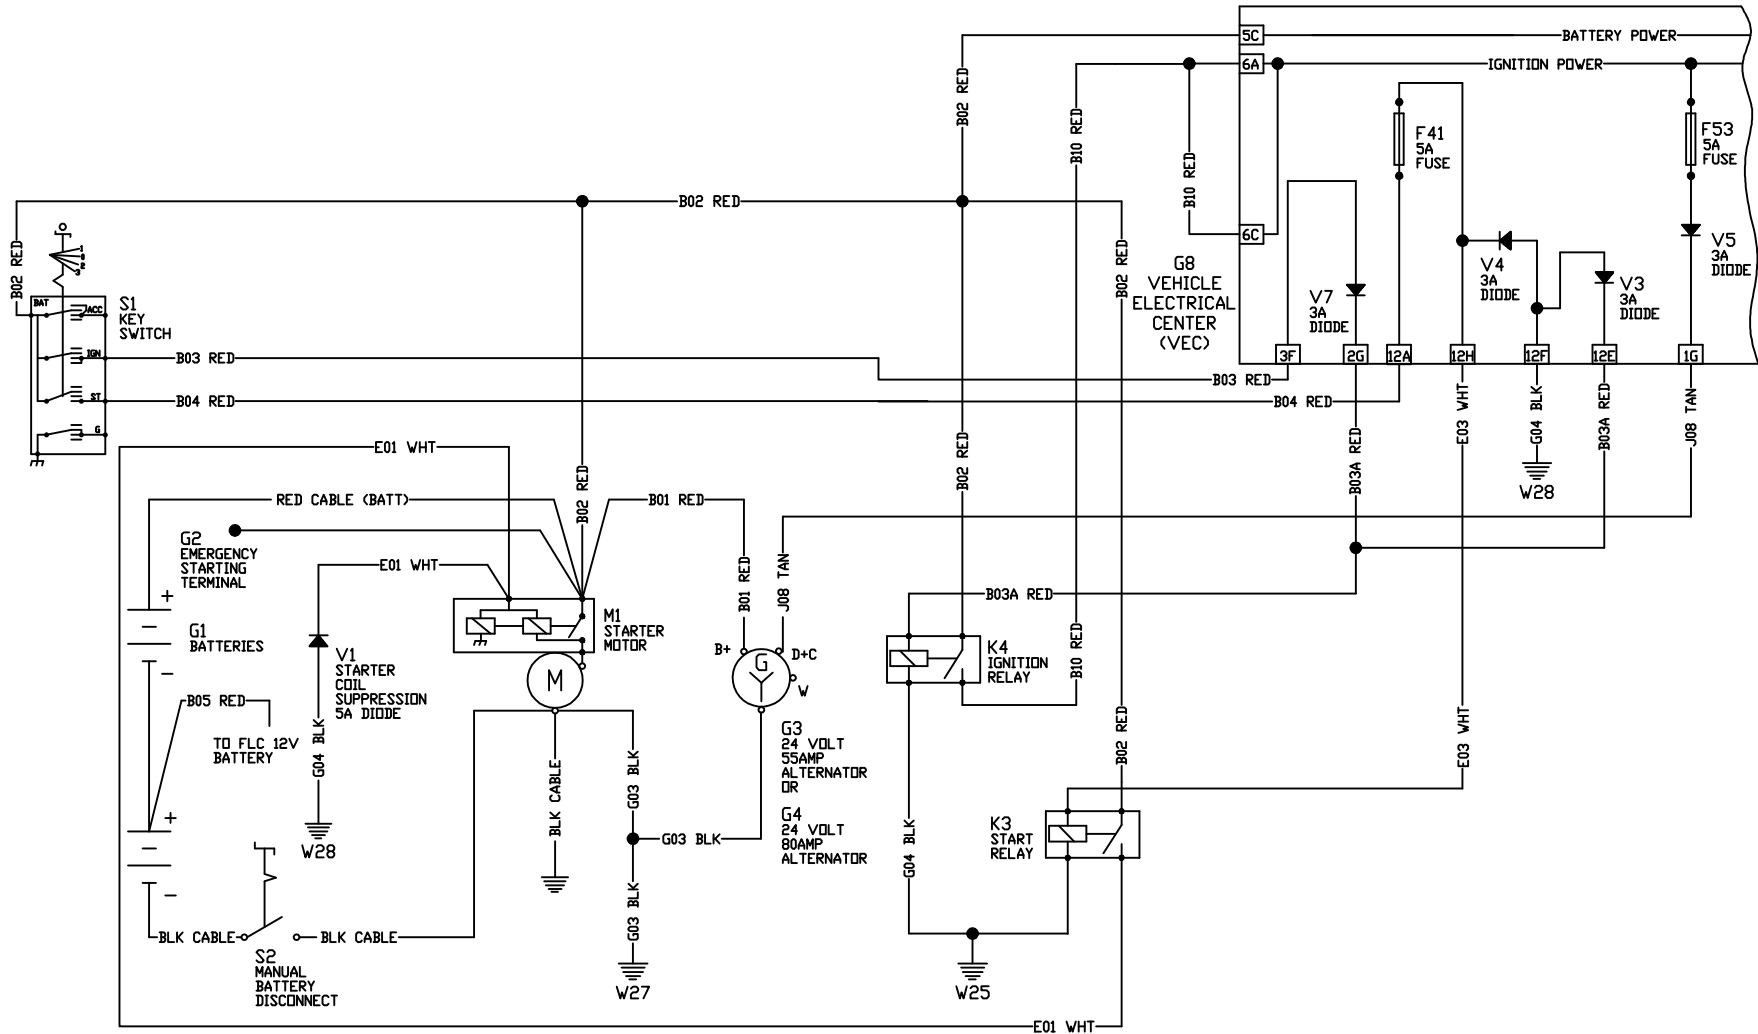 5C
BATTERY POWER
6A
IGNITION POWER
B02 RED
B10 RED
B10 RED
F41
5A
FUSE
F53
5A
FUSE
B02 RED
6C
G8
VEHICLE
ELECTRICAL
CENTER
(VEC)
V7
3A
DIODE
V4
3A
DIODE
V3
3A
DIODE
V5
3A
DIODE
3F
2G
12A
12H
12F
12E
1G
B02 RED
1
0
2
3
BAT
ACC
IGN
ST
G
S1
KEY
SWITCH
B02 RED
B03 RED
B03 RED
B04 RED
B04 RED
E03 WHT
G04 BLK
B03A RED
J08 TAN
W28
B03A RED
B02 RED
E01 WHT
RED CABLE (BATT)
B02 RED
B01 RED
G2
EMERGENCY
STARTING
TERMINAL
E01 WHT
B01 RED
J08 TAN
B03A RED
+
G1
BATTERIES
−
M1
STARTER
MOTOR
M
B+
D+C
G
W
K4
IGNITION
RELAY
B10 RED
V1
STARTER
COIL
SUPPRESSION
5A DIODE
B05 RED
TO FLC 12V
BATTERY
G04 BLK
G3
24 VOLT
55AMP
ALTERNATOR
OR
G4
24 VOLT
80AMP
ALTERNATOR
B02 RED
E03 WHT
BLK CABLE
G03 BLK
G03 BLK
+
−
W28
K3
START
RELAY
G04 BLK
G03 BLK
BLK CABLE
BLK CABLE
S2
MANUAL
BATTERY
DISCONNECT
W27
W25
E01 WHT